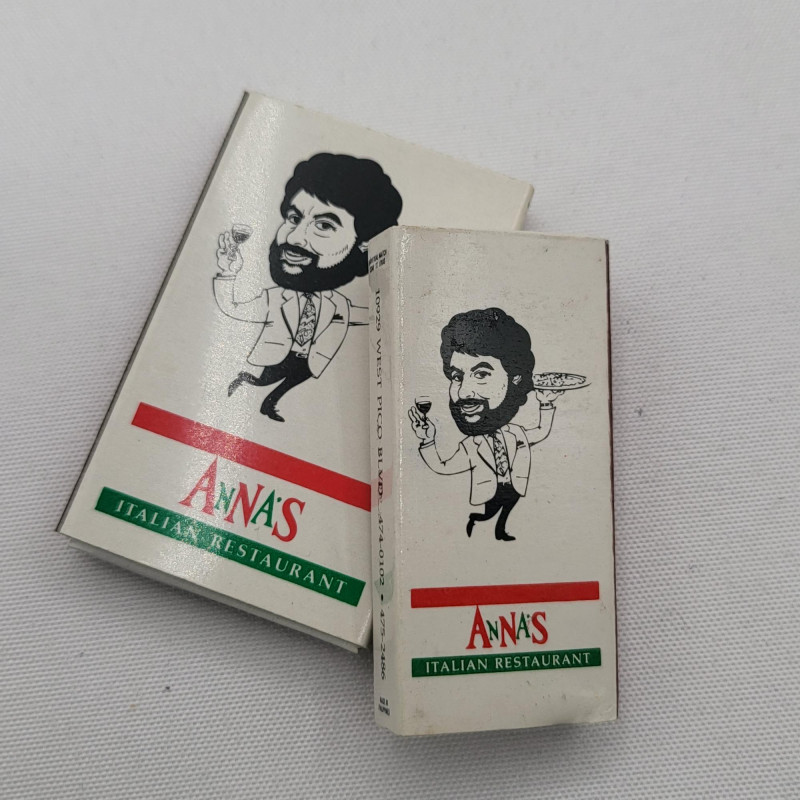 ANNA'S
ITALIAN RESTAURANT
10929 WEST PICO BLVD. 474-0102 • 475-2486
ANNA'S
ITALIAN RESTAURANT